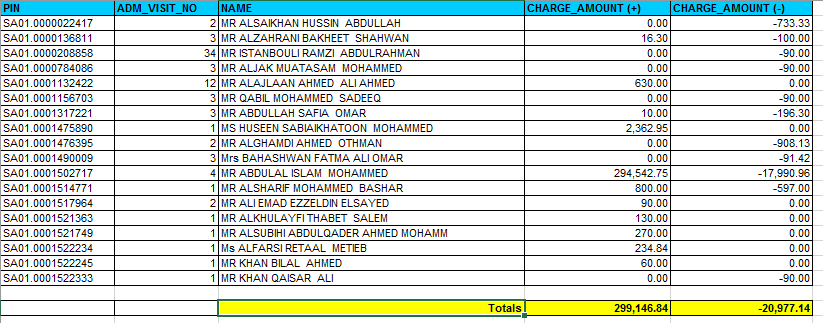 PIN ADM_VISIT_NO NAME CHARGE_AMOUNT (+) CHARGE_AMOUNT (-)
SA01.0000022417 2 MR ALSAIKHAN HUSSIN ABDULLAH 0.00 -733.33
SA01.0000136811 3 MR ALZAHRANI BAKHEET SHAHWAN 16.30 -100.00
SA01.0000208858 34 MR ISTANBOULI RAMZI ABDULRAHMAN 0.00 -90.00
SA01.0000784086 3 MR ALJAK MUATASAM MOHAMMED 0.00 -90.00
SA01.0001132422 12 MR ALAJLAAN AHMED ALI AHMED 630.00 0.00
SA01.0001156703 3 MR QABIL MOHAMMED SADEEQ 0.00 -90.00
SA01.0001317221 3 MR ABDULLAH SAFIA OMAR 10.00 -196.30
SA01.0001475890 1 MS HUSEEN SABIAIKHATOON MOHAMMED 2,362.95 0.00
SA01.0001476395 2 MR ALGHAMDI AHMED OTHMAN 0.00 -908.13
SA01.0001490009 3 Mrs BAHASHWAN FATMA ALI OMAR 0.00 -91.42
SA01.0001502717 4 MR ABDULAL ISLAM MOHAMMED 294,542.75 -17,990.96
SA01.0001514771 1 MR ALSHARIF MOHAMMED BASHAR 800.00 -597.00
SA01.0001517964 2 MR ALI EMAD EZZELDIN ELSAYED 90.00 0.00
SA01.0001521363 1 MR ALKHULAYFI THABET SALEM 130.00 0.00
SA01.0001521749 1 MR ALSUBIHI ABDULQADER AHMED MOHAMM 270.00 0.00
SA01.0001522234 1 Ms ALFARSI RETAAL METIEB 234.84 0.00
SA01.0001522245 1 MR KHAN BILAL AHMED 60.00 0.00
SA01.0001522333 1 MR KHAN QAISAR ALI 0.00 -90.00
Totals 299,146.84 -20,977.14